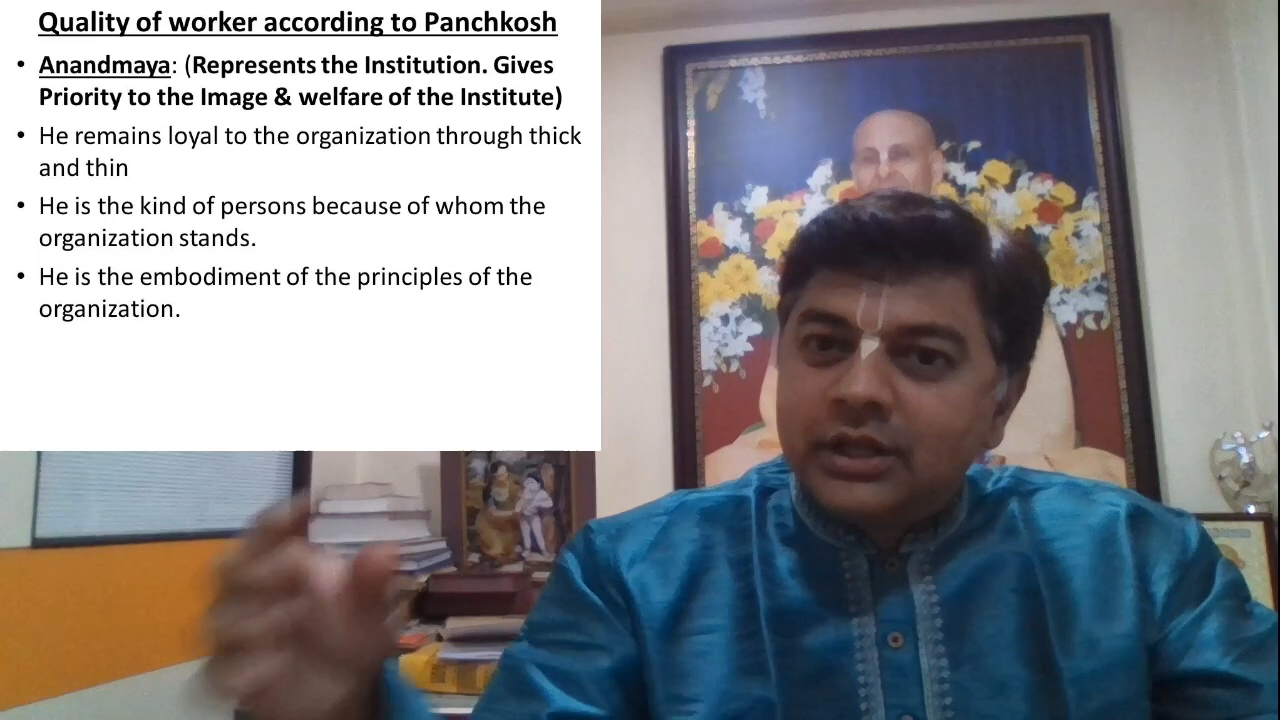 Quality of worker according to Panchkosh
• Anandmaya: (Represents the Institution. Gives
Priority to the Image & welfare of the Institute)
• He remains loyal to the organization through thick
and thin
• He is the kind of persons because of whom the
organization stands.
• He is the embodiment of the principles of the
organization.